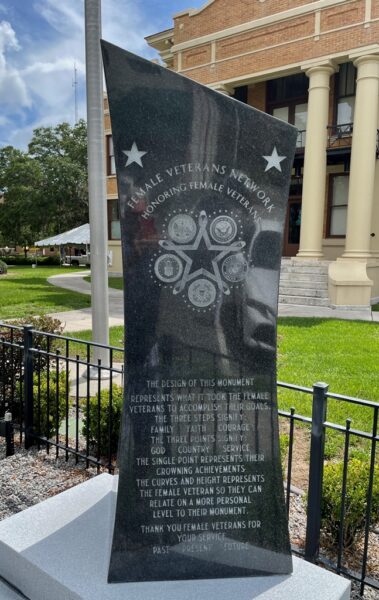 FEMALE VETERANS NETWORK
HONORING FEMALE VETERANS
THE DESIGN OF THIS MONUMENT
REPRESENTS WHAT IT TOOK THE FEMALE
VETERANS TO ACCOMPLISH THEIR GOALS.
THE THREE STEPS SIGNIFY:
FAMILY FAITH COURAGE
THE THREE POINTS SIGNIFY:
GOD COUNTRY SERVICE
THE SINGLE POINT REPRESENTS THEIR
CROWNING ACHIEVEMENTS
THE CURVES AND HEIGHT REPRESENTS
THE FEMALE VETERAN SO THEY CAN
RELATE ON A MORE PERSONAL
LEVEL TO THEIR MONUMENT.
THANK YOU FEMALE VETERANS FOR
YOUR SERVICE
PAST PRESENT FUTURE